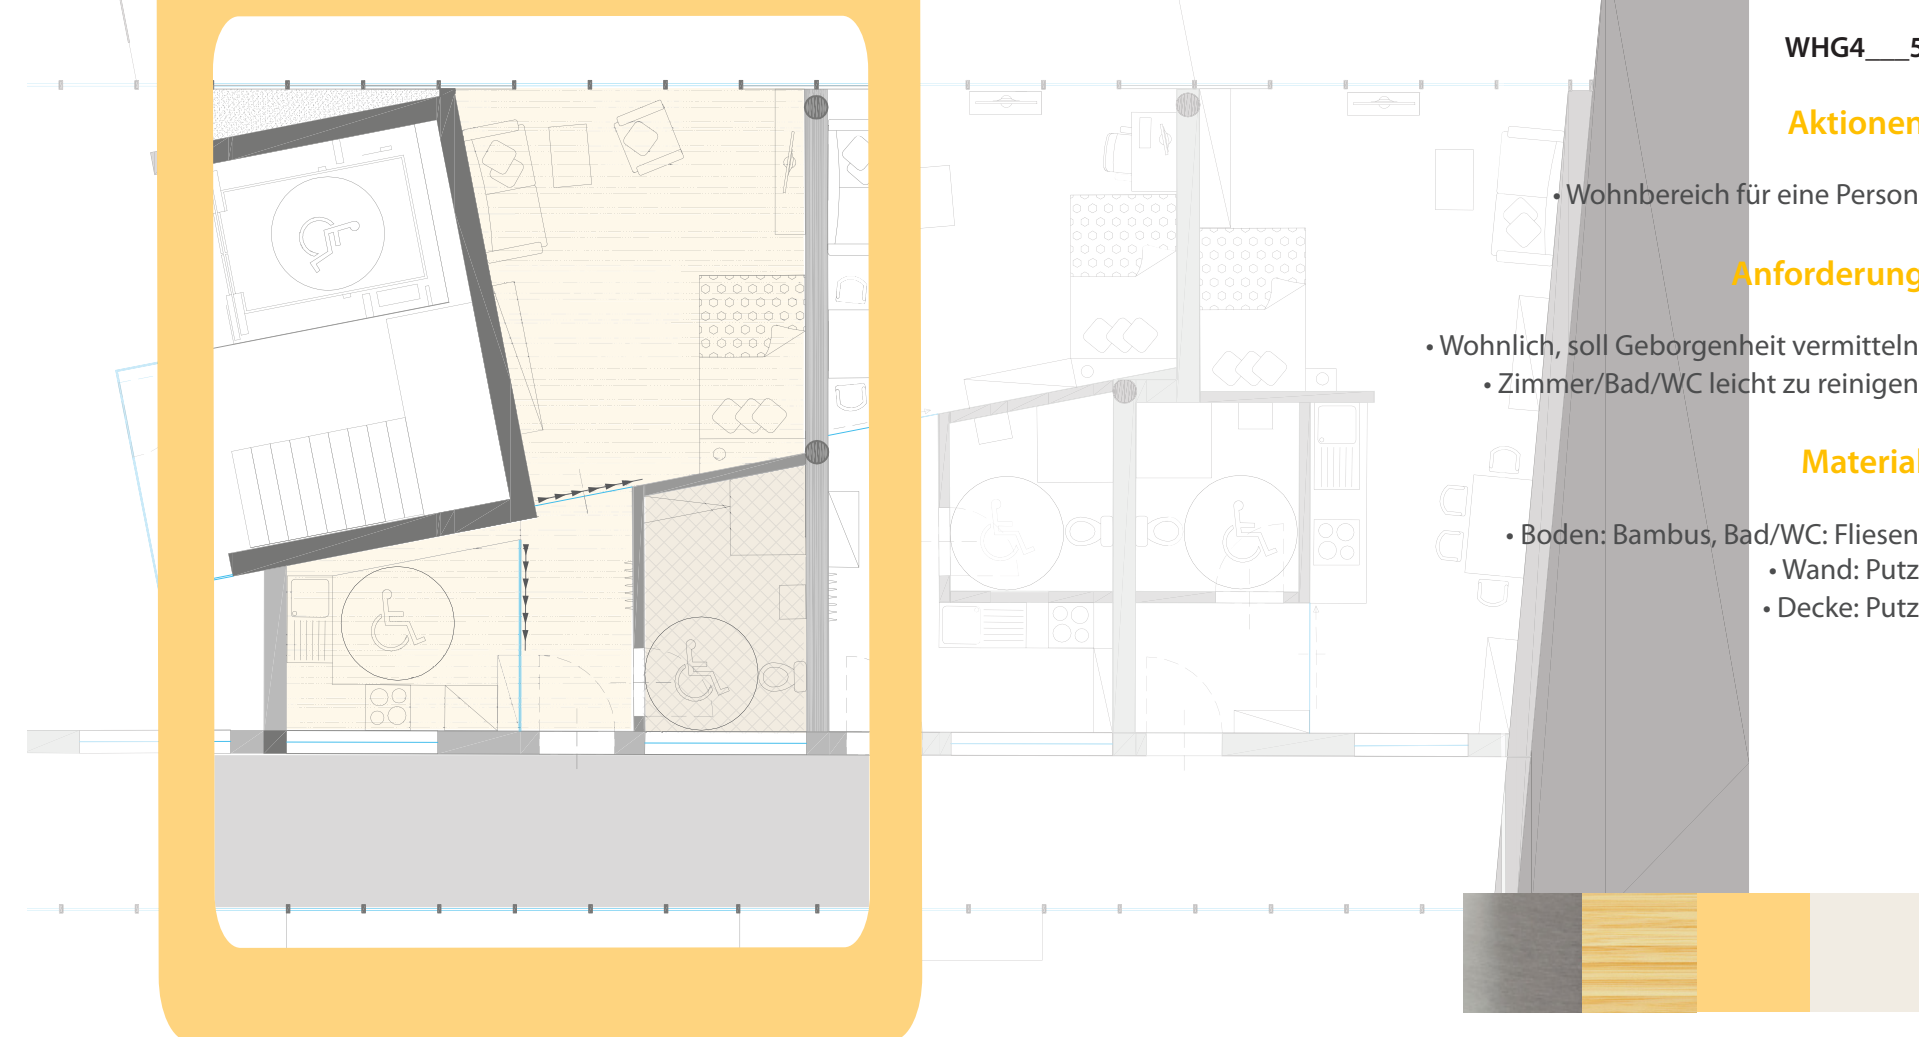 WHG4___5
Aktionen
• Wohnbereich für eine Person
Anforderung
• Wohnlich, soll Geborgenheit vermitteln
• Zimmer/Bad/WC leicht zu reinigen
Material
• Boden: Bambus, Bad/WC: Fliesen
• Wand: Putz
• Decke: Putz